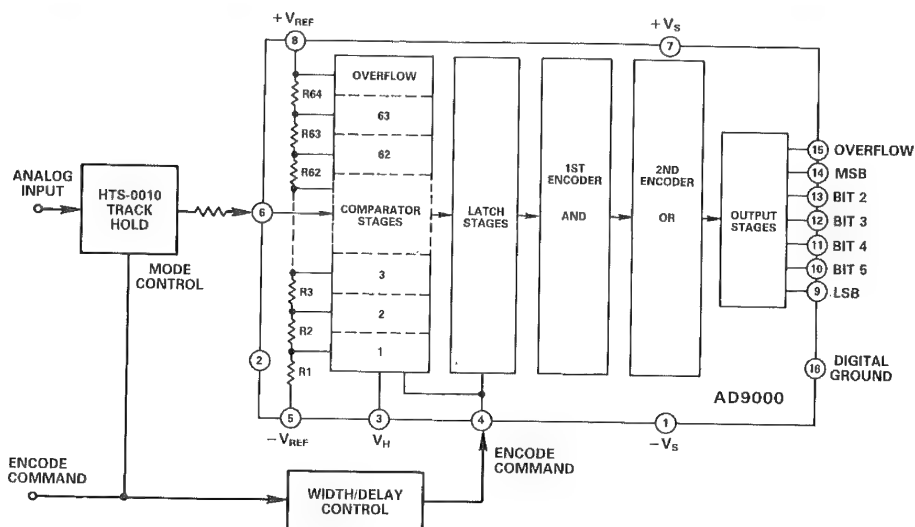 + VREF
+ VS
8
7
OVERFLOW
R64
63
R63
62
R62
ANALOG
INPUT
HTS-0010
TRACK
HOLD
6
COMPARATOR
STAGES
LATCH
STAGES
1ST
ENCODER
AND
2ND
ENCODER
OR
OUTPUT
STAGES
15 OVERFLOW
14 MSB
13 BIT 2
12 BIT 3
11 BIT 4
10 BIT 5
9 LSB
MODE
CONTROL
3
R3
2
R2
1
R1
2
16
DIGITAL
GROUND
AD9000
5
3
4
1
− VREF
VH
− VS
ENCODE
COMMAND
ENCODE
COMMAND
WIDTH/DELAY
CONTROL